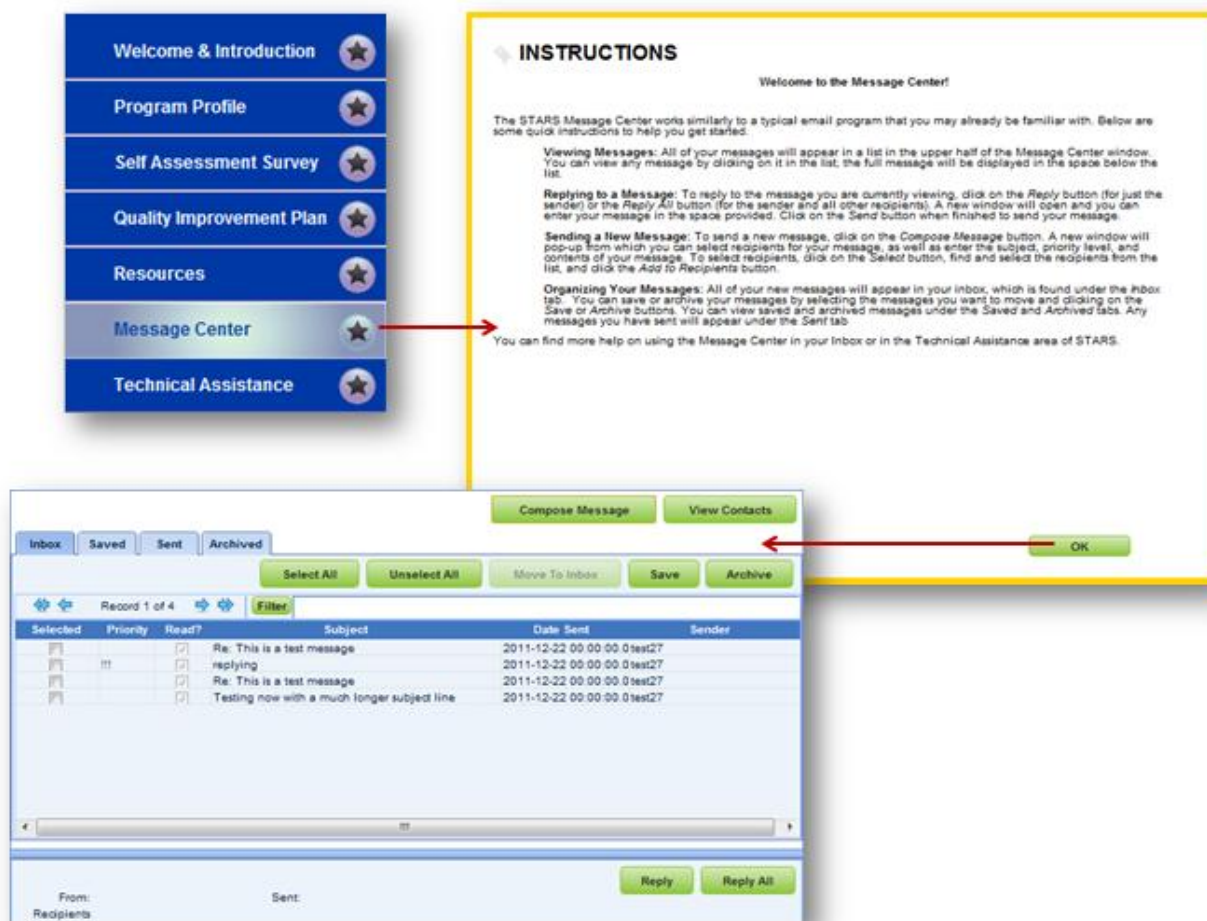 Welcome & Introduction
Program Profile
Self Assessment Survey
Quality Improvement Plan
Resources
Message Center
Technical Assistance
INSTRUCTIONS
Welcome to the Message Center!
The STARS Message Center works similarly to a typical email program that you may already be familiar with. Below are
some quick instructions to help you get started.
Viewing Messages: All of your messages will appear in a list in the upper half of the Message Center window.
You can view any message by clicking on it in the list; the full message will be displayed in the space below the
list.
Replying to a Message: To reply to the message you are currently viewing, click on the Reply button (for just the
sender) or the Reply All button (for the sender and all other recipients). A new window will open and you can
enter your message in the space provided. Click on the Send button when finished to send your message.
Sending a New Message: To send a new message, click on the Compose Message button. A new window will
pop-up from which you can select recipients for your message, as well as enter the subject, priority level, and
contents of your message. To select recipients, click on the Select button, find and select the recipients from the
list, and click the Add to Recipients button.
Organizing Your Messages: All of your new messages will appear in your inbox, which is found under the Inbox
tab. You can save or archive your messages by selecting the messages you want to move and clicking on the
Save or Archive buttons. You can view saved and archived messages under the Saved and Archived tabs. Any
messages you have sent will appear under the Sent tab
You can find more help on using the Message Center in your Inbox or in the Technical Assistance area of STARS.
OK
Compose Message View Contacts
Inbox Saved Sent Archived
Select All Unselect All Move To Inbox Save Archive
Record 1 of 4 Filter
Selected Priority Read? Subject Date Sent Sender
Re: This is a test message 2011-12-22 00:00:00.0 test27
!!! replying 2011-12-22 00:00:00.0 test27
Re: This is a test message 2011-12-22 00:00:00.0 test27
Testing now with a much longer subject line 2011-12-22 00:00:00.0 test27
Reply Reply All
From: Sent:
Recipients